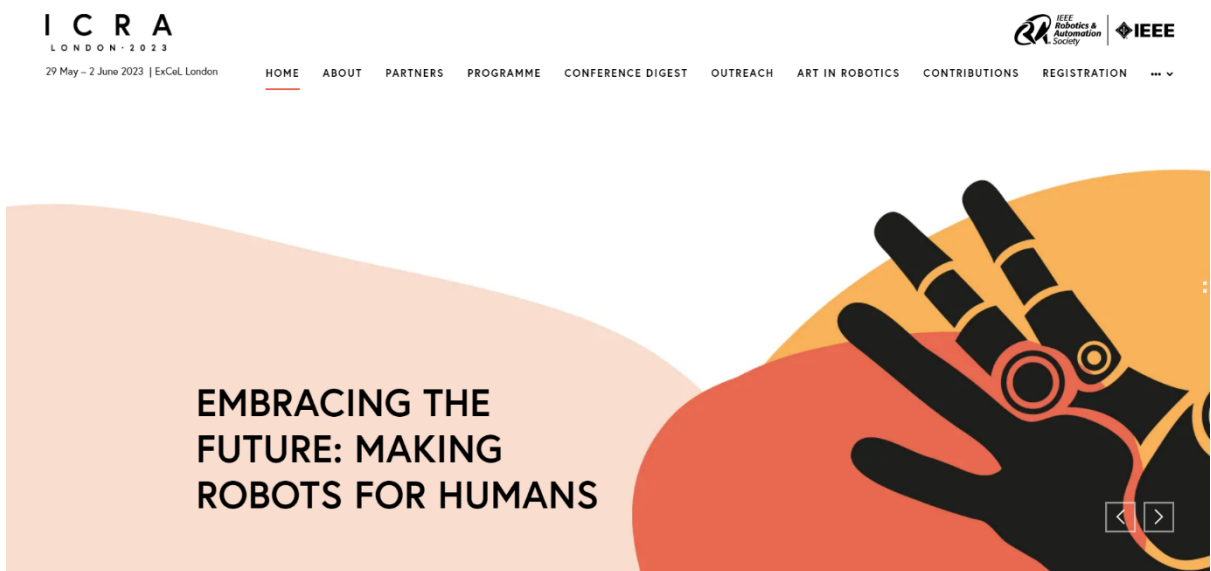 ICRA
LONDON·2023
IEEE
Robotics &
Automation
Society
IEEE
29 May – 2 June 2023 | ExCeL London
HOME ABOUT PARTNERS PROGRAMME CONFERENCE DIGEST OUTREACH ART IN ROBOTICS CONTRIBUTIONS REGISTRATION ...
EMBRACING THE
FUTURE: MAKING
ROBOTS FOR HUMANS